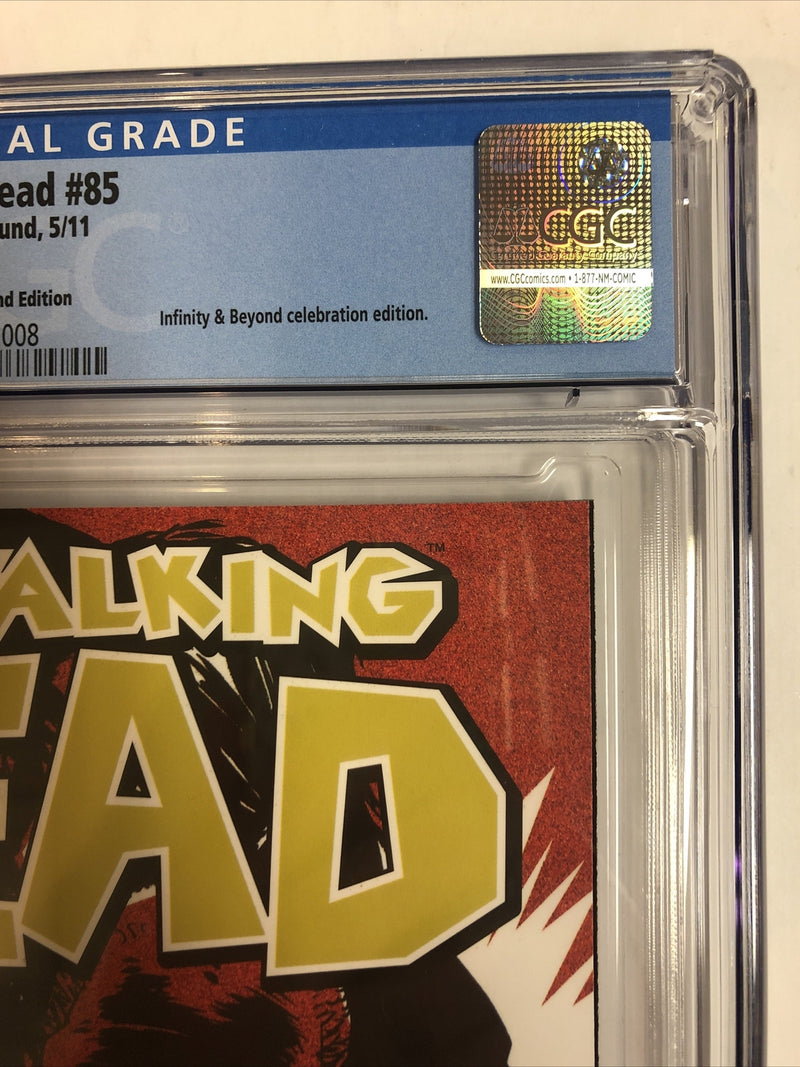 AL GRADE
ead #85
und, 5/11
nd Edition
Infinity & Beyond celebration edition.
008
CGC
www.CGCcomics.com • 1-877-NM-COMIC
ALKING™
EAD